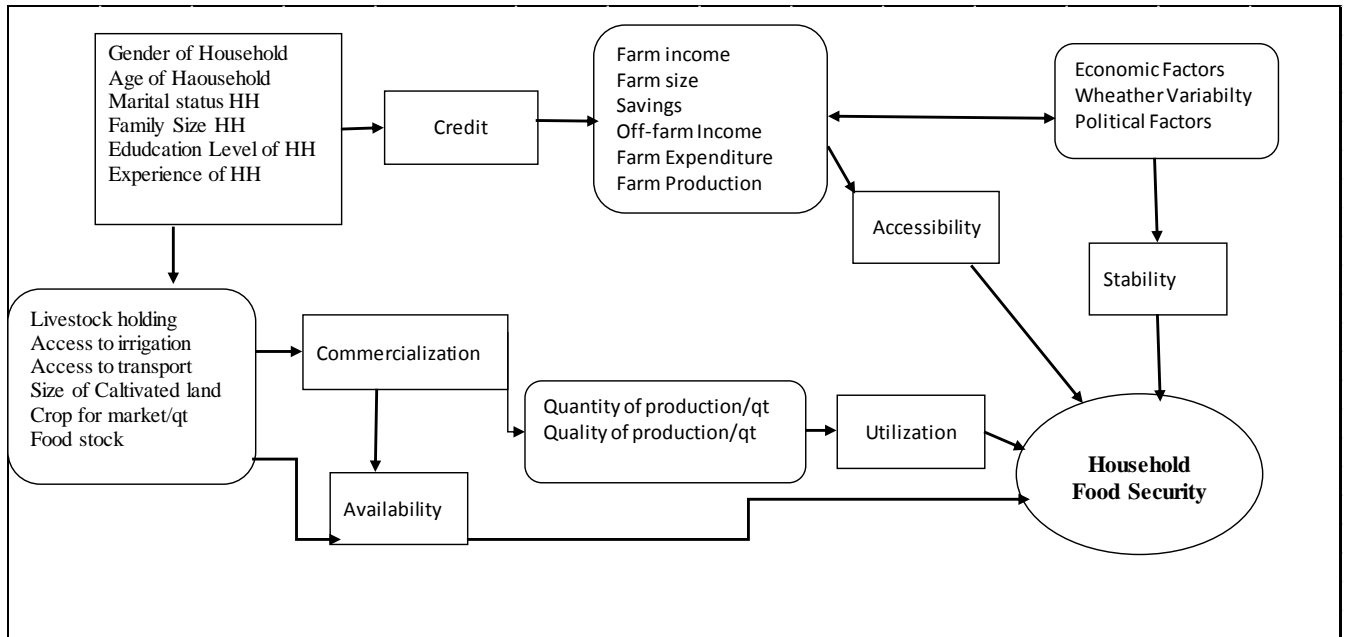 Gender of Household
Age of Haousehold
Marital status HH
Family Size HH
Edudcation Level of HH
Experience of HH
Credit
Farm income
Farm size
Savings
Off-farm Income
Farm Expenditure
Farm Production
Economic Factors
Wheather Variabilty
Political Factors
Accessibility
Stability
Livestock holding
Access to irrigation
Access to transport
Size of Caltivated land
Crop for market/qt
Food stock
Commercialization
Quantity of production/qt
Quality of production/qt
Utilization
Availability
Household
Food Security